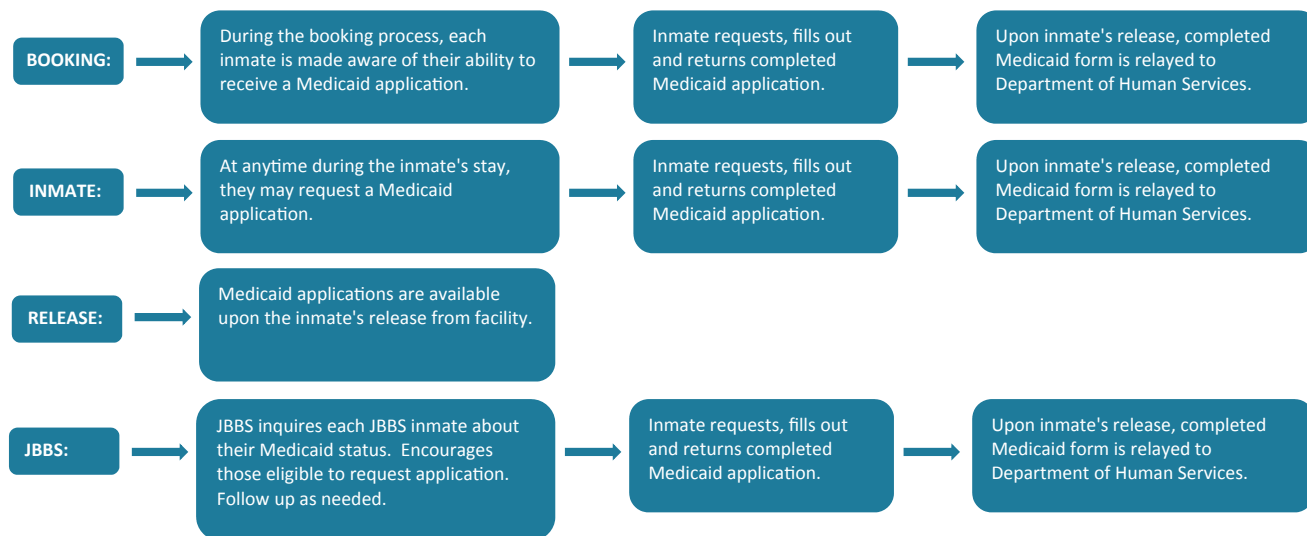 BOOKING:
During the booking process, each
inmate is made aware of their ability to
receive a Medicaid application.
Inmate requests, fills out
and returns completed
Medicaid application.
Upon inmate's release, completed
Medicaid form is relayed to
Department of Human Services.
INMATE:
At anytime during the inmate's stay,
they may request a Medicaid
application.
Inmate requests, fills out
and returns completed
Medicaid application.
Upon inmate's release, completed
Medicaid form is relayed to
Department of Human Services.
RELEASE:
Medicaid applications are available
upon the inmate's release from facility.
JBBS:
JBBS inquires each JBBS inmate about
their Medicaid status.  Encourages
those eligible to request application.
Follow up as needed.
Inmate requests, fills out
and returns completed
Medicaid application.
Upon inmate's release, completed
Medicaid form is relayed to
Department of Human Services.